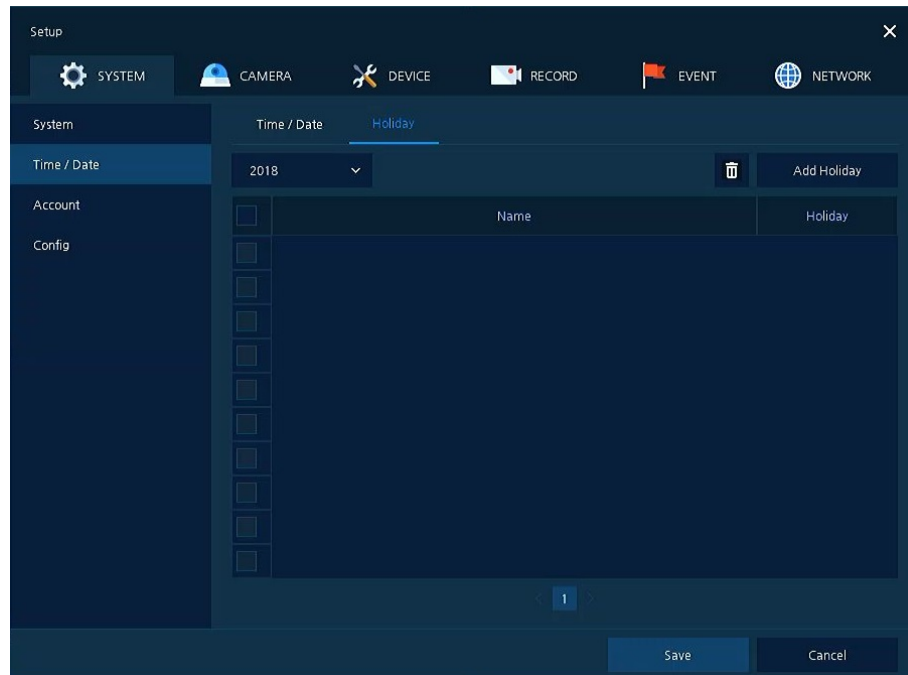 Setup
SYSTEM CAMERA DEVICE RECORD EVENT NETWORK
System
Time / Date
Account
Config
Time / Date Holiday
2018 Add Holiday
Name Holiday
1
Save Cancel